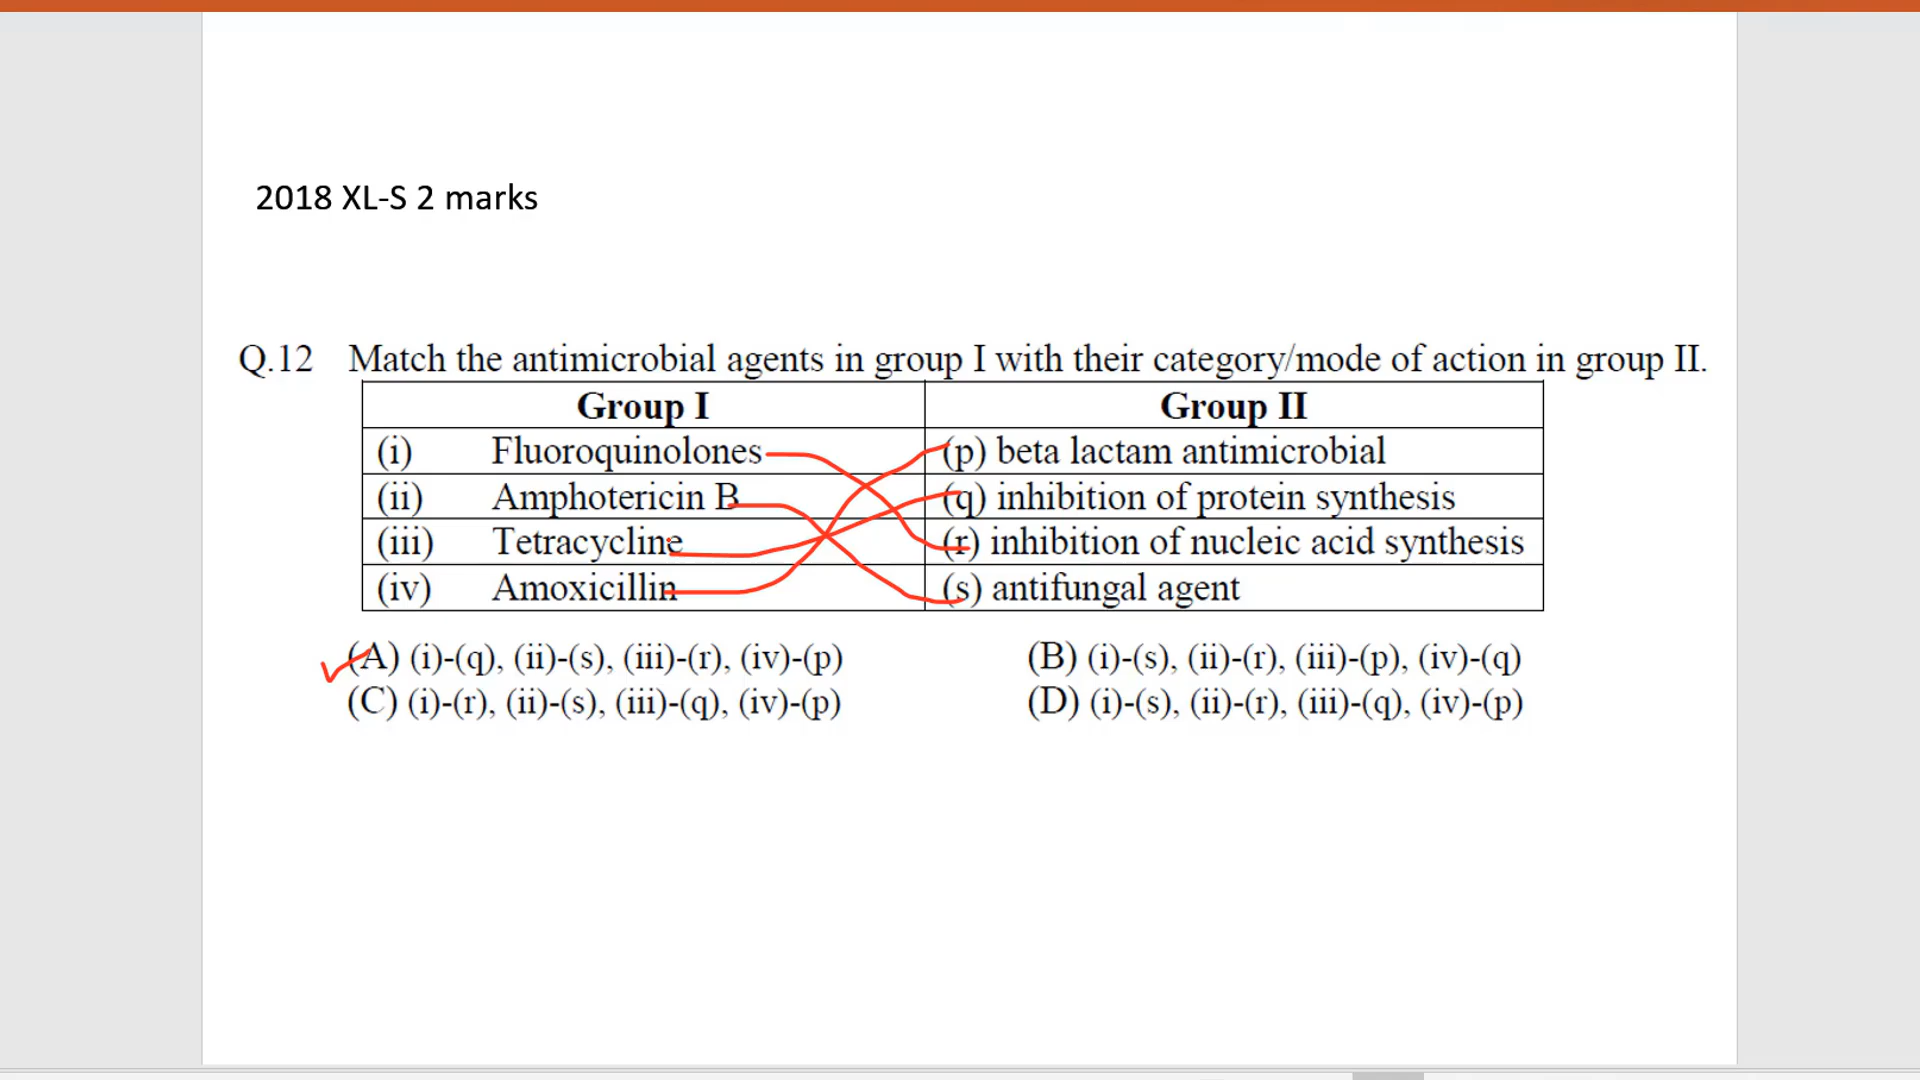 2018 XL-S 2 marks
Q.12 Match the antimicrobial agents in group I with their category/mode of action in group II.
Group I Group II
(i) Fluoroquinolones (p) beta lactam antimicrobial
(ii) Amphotericin B (q) inhibition of protein synthesis
(iii) Tetracycline (r) inhibition of nucleic acid synthesis
(iv) Amoxicillin (s) antifungal agent
(A) (i)-(q), (ii)-(s), (iii)-(r), (iv)-(p) (B) (i)-(s), (ii)-(r), (iii)-(p), (iv)-(q)
(C) (i)-(r), (ii)-(s), (iii)-(q), (iv)-(p) (D) (i)-(s), (ii)-(r), (iii)-(q), (iv)-(p)